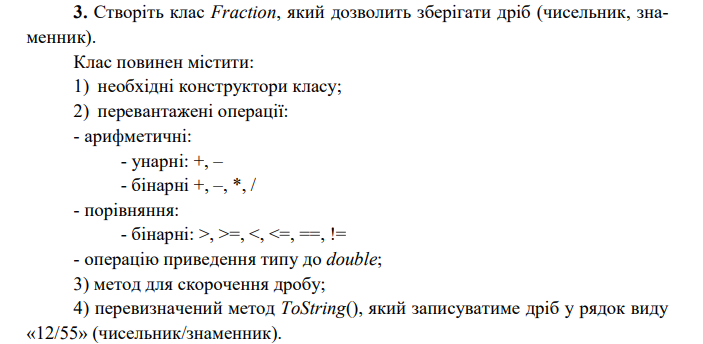 3. Створіть клас Fraction, який дозволить зберігати дріб (чисельник, зна-
менник).
Клас повинен містити:
1) необхідні конструктори класу;
2) перевантажені операції:
- арифметичні:
- унарні: +, –
- бінарні +, –, *, /
- порівняння:
- бінарні: >, >=, <, <=, ==, !=
- операцію приведення типу до double;
3) метод для скорочення дробу;
4) перевизначений метод ToString(), який записуватиме дріб у рядок виду
«12/55» (чисельник/знаменник).